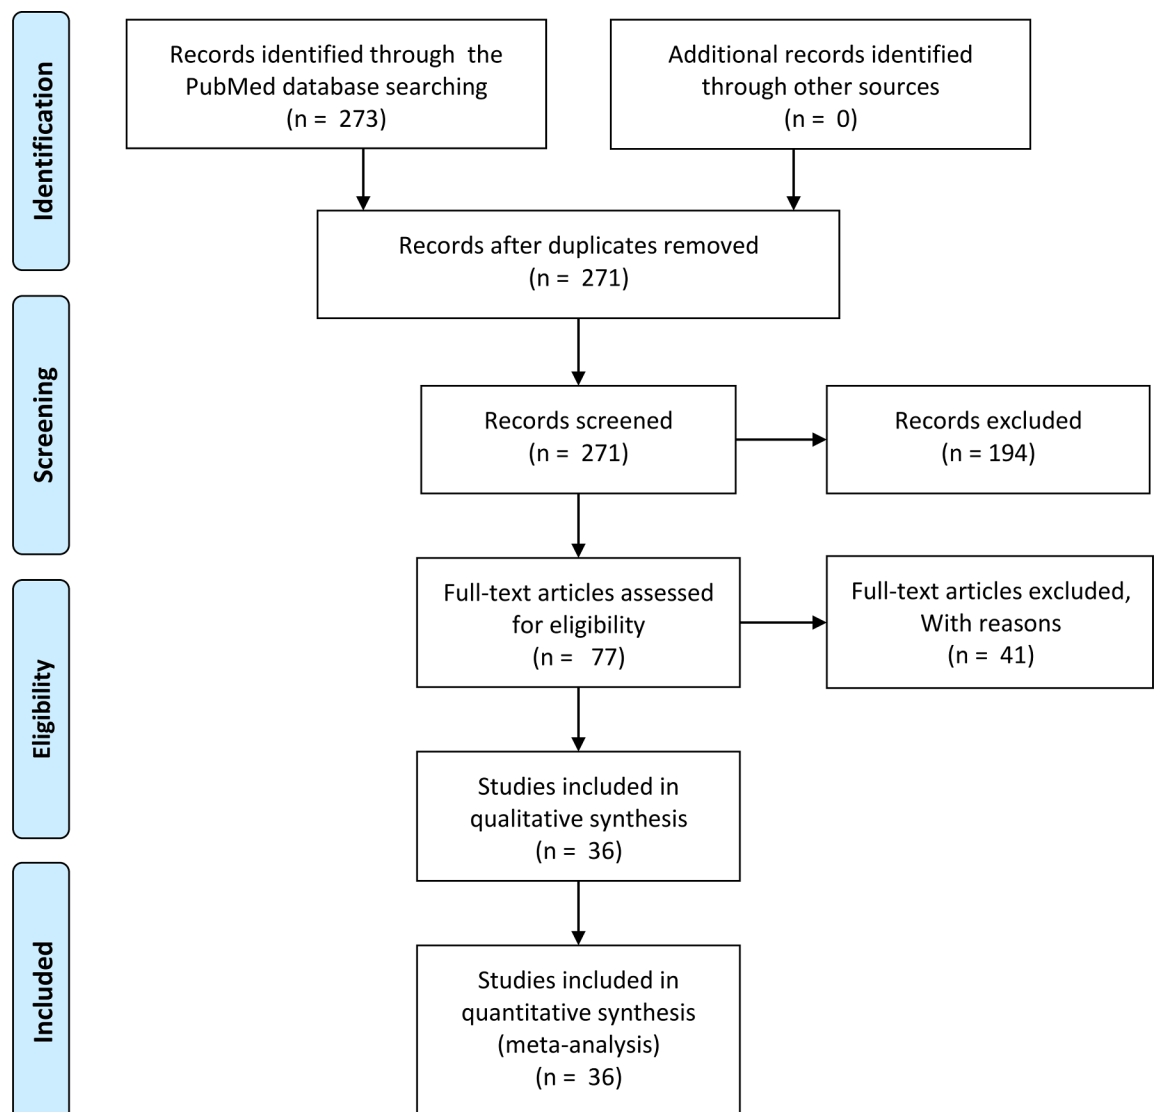 Identification
Records identified through the
PubMed database searching
(n = 273)
Additional records identified
through other sources
(n = 0)
Records after duplicates removed
(n = 271)
Screening
Records screened
(n = 271)
Records excluded
(n = 194)
Eligibility
Full-text articles assessed
for eligibility
(n = 77)
Full-text articles excluded,
With reasons
(n = 41)
Studies included in
qualitative synthesis
(n = 36)
Included
Studies included in
quantitative synthesis
(meta-analysis)
(n = 36)